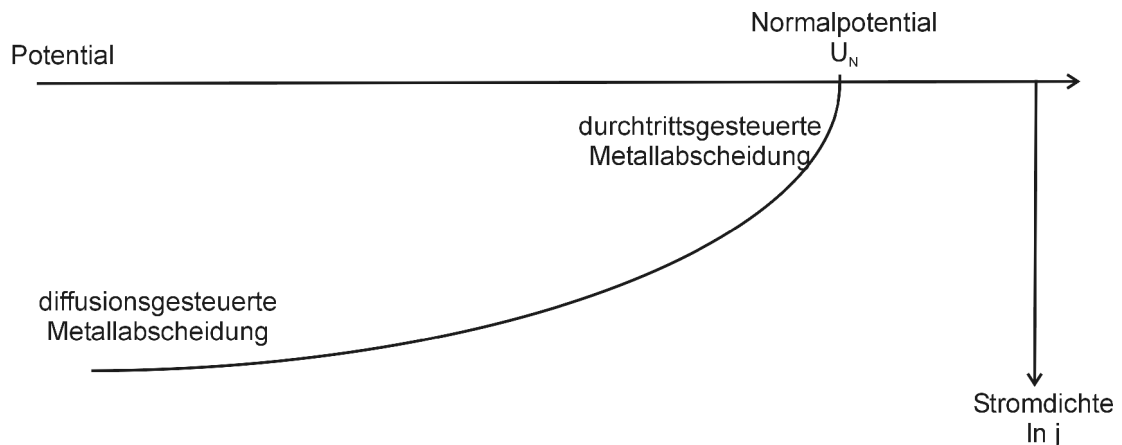 Normalpotential
U_N
Potential
durchtrittsgesteuerte
Metallabscheidung
diffusionsgesteuerte
Metallabscheidung
Stromdichte
ln j